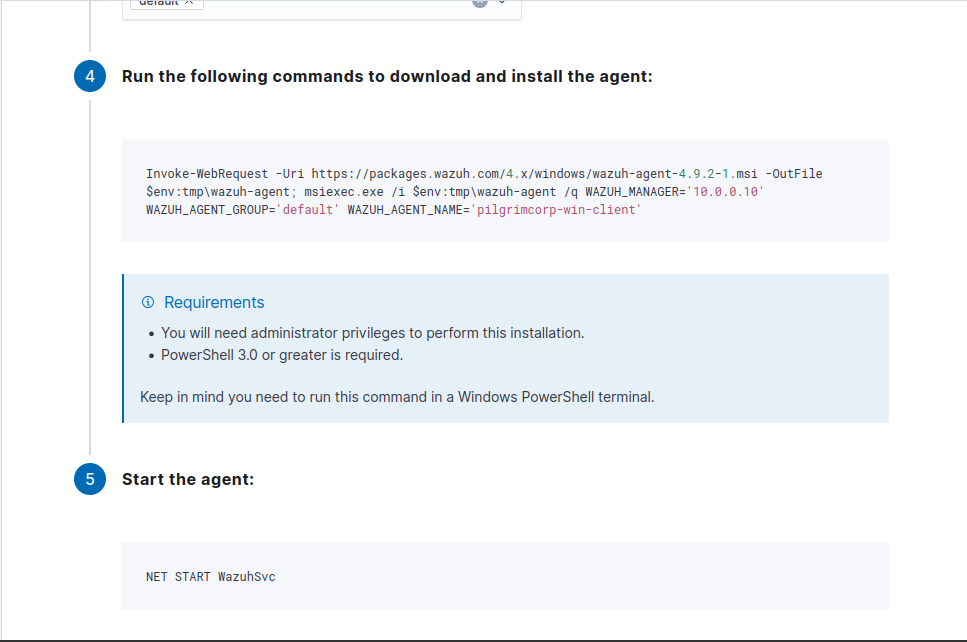 default ×
4
Run the following commands to download and install the agent:
Invoke-WebRequest -Uri https://packages.wazuh.com/4.x/windows/wazuh-agent-4.9.2-1.msi -OutFile
$env:tmp\wazuh-agent; msiexec.exe /i $env:tmp\wazuh-agent /q WAZUH_MANAGER='10.0.0.10'
WAZUH_AGENT_GROUP='default' WAZUH_AGENT_NAME='pilgrimcorp-win-client'
Requirements
• You will need administrator privileges to perform this installation.
• PowerShell 3.0 or greater is required.
Keep in mind you need to run this command in a Windows PowerShell terminal.
5
Start the agent:
NET START WazuhSvc